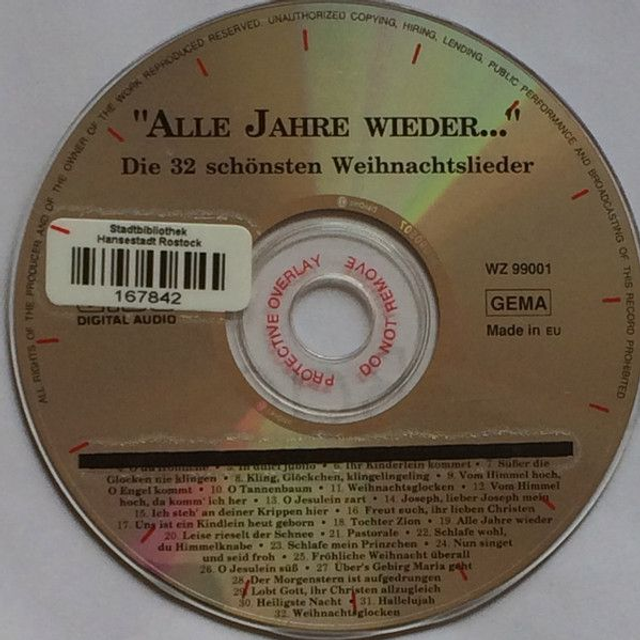 ALL RIGHTS OF THE PRODUCER AND OF THE OWNER OF THE WORK REPRODUCED RESERVED. UNAUTHORIZED COPYING, HIRING, LENDING, PUBLIC PERFORMANCE AND BROADCASTING OF THIS RECORD PROHIBITED
"ALLE JAHRE WIEDER..."
Die 32 schönsten Weihnachtslieder
Stadtbibliothek
Hansestadt Rostock
167842
DIGITAL AUDIO
PROTECTIVE OVERLAY
DO NOT REMOVE
WZ 99001
GEMA
Made in EU
5. In dulci jubilo • 6. Ihr Kinderlein kommet • 7. Süßer die
Glocken nie klingen • 8. Kling, Glöckchen, klingelingeling • 9. Vom Himmel hoch,
O Engel kommt • 10 O Tannenbaum • 11. Weihnachtsglocken • 12. Vom Himmel
hoch, da komm' ich her • 13. O Jesulein zart • 14. Joseph, lieber Joseph mein
15. Ich steh' an deiner Krippen hier • 16. Freut euch, ihr lieben Christen
17. Uns ist ein Kindlein heut geborn • 18. Tochter Zion • 19. Alle Jahre wieder
20. Leise rieselt der Schnee • 21. Pastorale • 22. Schlafe wohl,
du Himmelknabe • 23. Schlafe mein Prinzchen • 24. Nun singet
und seid froh • 25. Fröhliche Weihnacht überall
26. O Jesulein süß • 27. Über's Gebirg Maria geht
28. Der Morgenstern ist aufgedrungen
29. Lobt Gott, ihr Christen allzugleich
30. Heiligste Nacht • 31. Hallelujah
32. Weihnachtsglocken